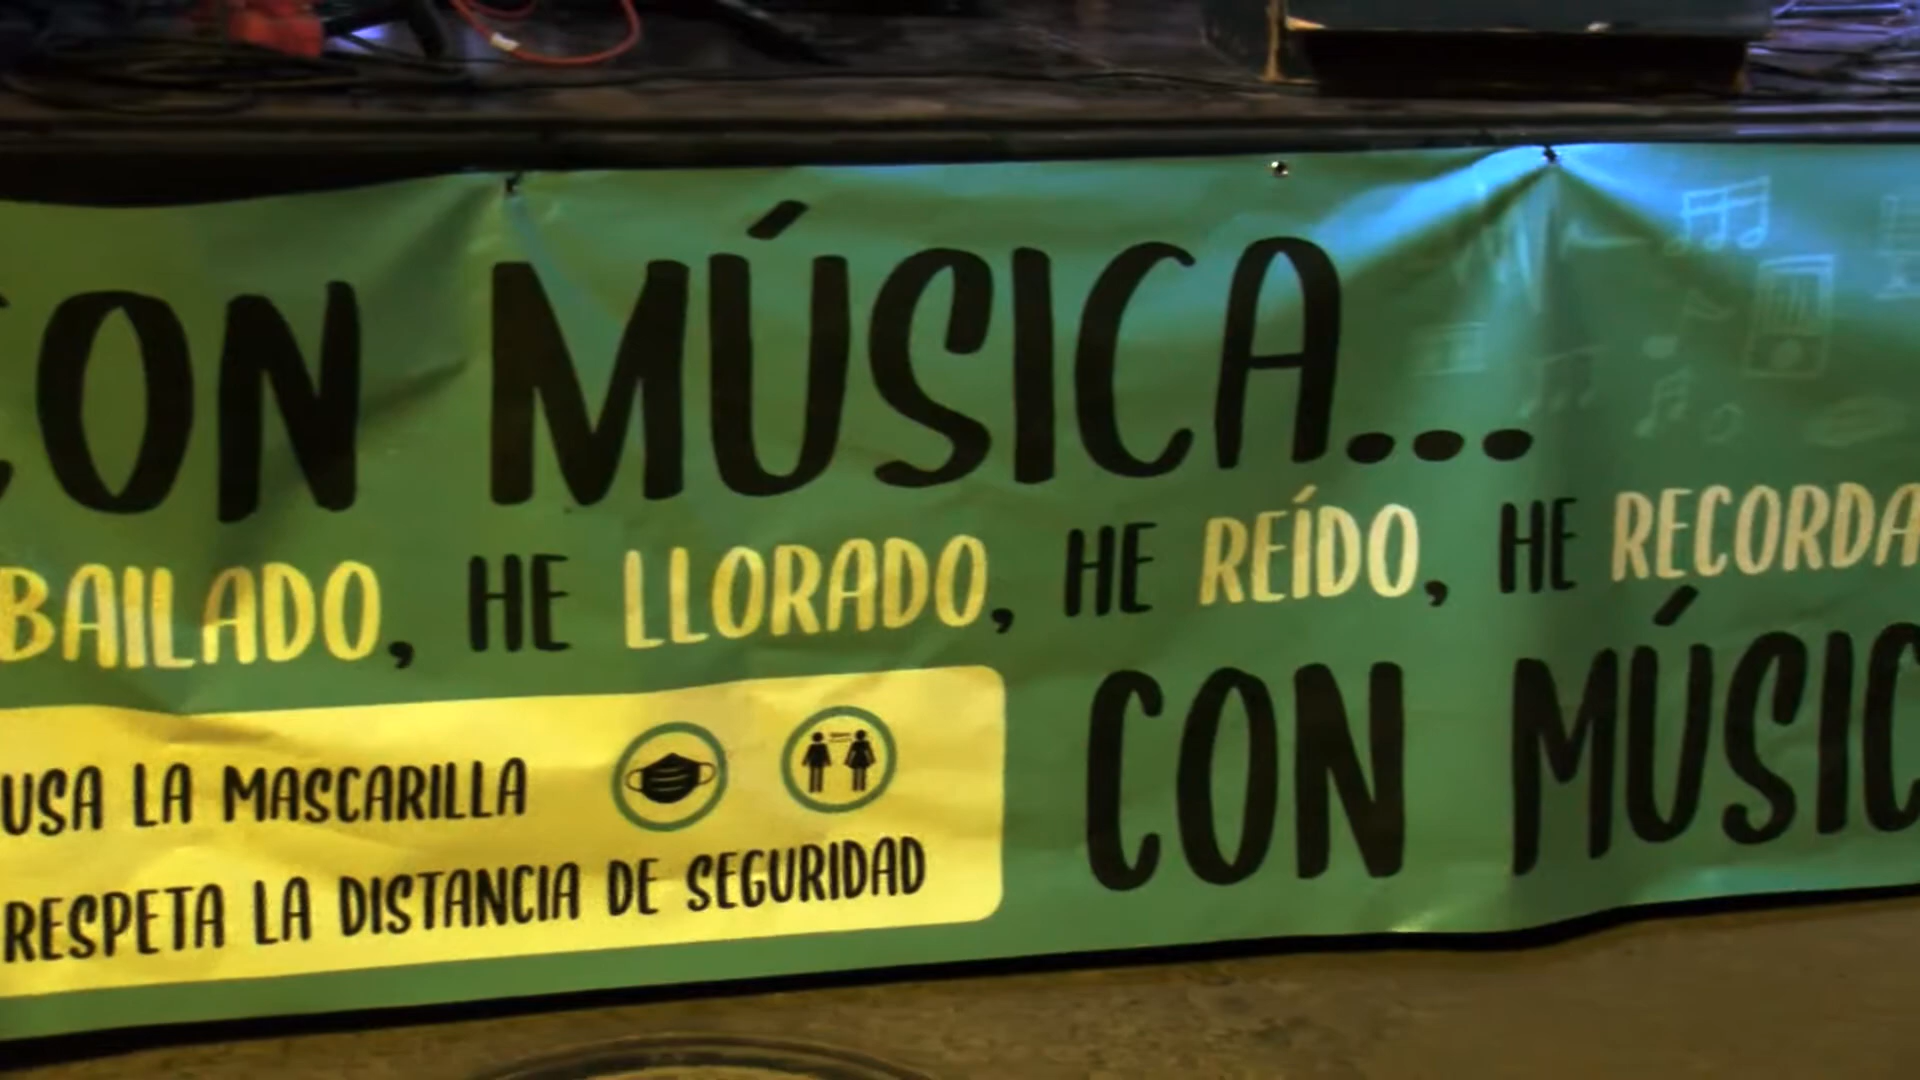 CON MÚSICA...
BAILADO, HE LLORADO, HE REÍDO, HE RECORDA
USA LA MASCARILLA
RESPETA LA DISTANCIA DE SEGURIDAD
CON MÚSIC